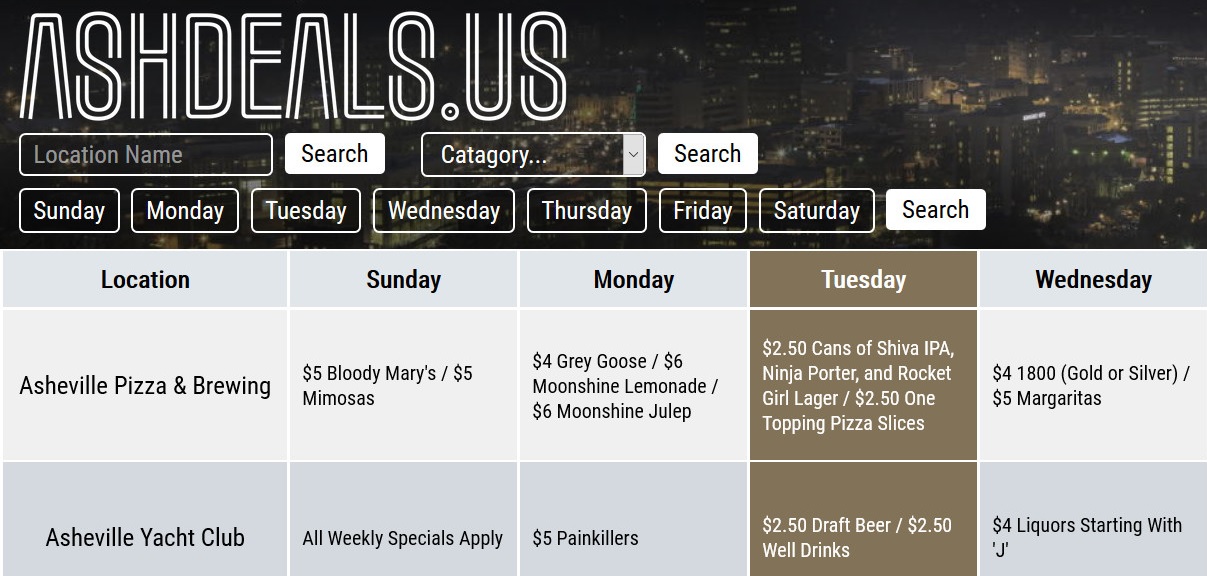 ASHDEALS.US
Location Name Search Catagory... Search
Sunday Monday Tuesday Wednesday Thursday Friday Saturday Search
Location Sunday Monday Tuesday Wednesday
Asheville Pizza & Brewing
$5 Bloody Mary's / $5
Mimosas
$4 Grey Goose / $6
Moonshine Lemonade /
$6 Moonshine Julep
$2.50 Cans of Shiva IPA,
Ninja Porter, and Rocket
Girl Lager / $2.50 One
Topping Pizza Slices
$4 1800 (Gold or Silver) /
$5 Margaritas
Asheville Yacht Club
All Weekly Specials Apply
$5 Painkillers
$2.50 Draft Beer / $2.50
Well Drinks
$4 Liquors Starting With
'J'